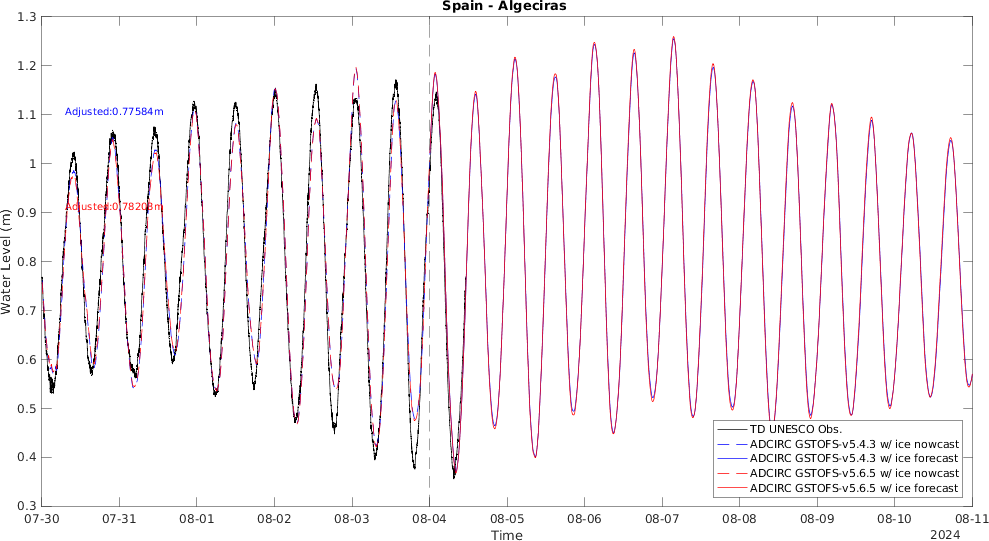 Spain - Algeciras
1.3
1.2
1.1
1
0.9
0.8
0.7
0.6
0.5
0.4
0.3
Water Level (m)
Adjusted:0.77584m
Adjusted:0.78208m
TD UNESCO Obs.
ADCIRC GSTOFS-v5.4.3 w/ ice nowcast
ADCIRC GSTOFS-v5.4.3 w/ ice forecast
ADCIRC GSTOFS-v5.6.5 w/ ice nowcast
ADCIRC GSTOFS-v5.6.5 w/ ice forecast
07-30 07-31 08-01 08-02 08-03 08-04 08-05 08-06 08-07 08-08 08-09 08-10 08-11
Time
2024